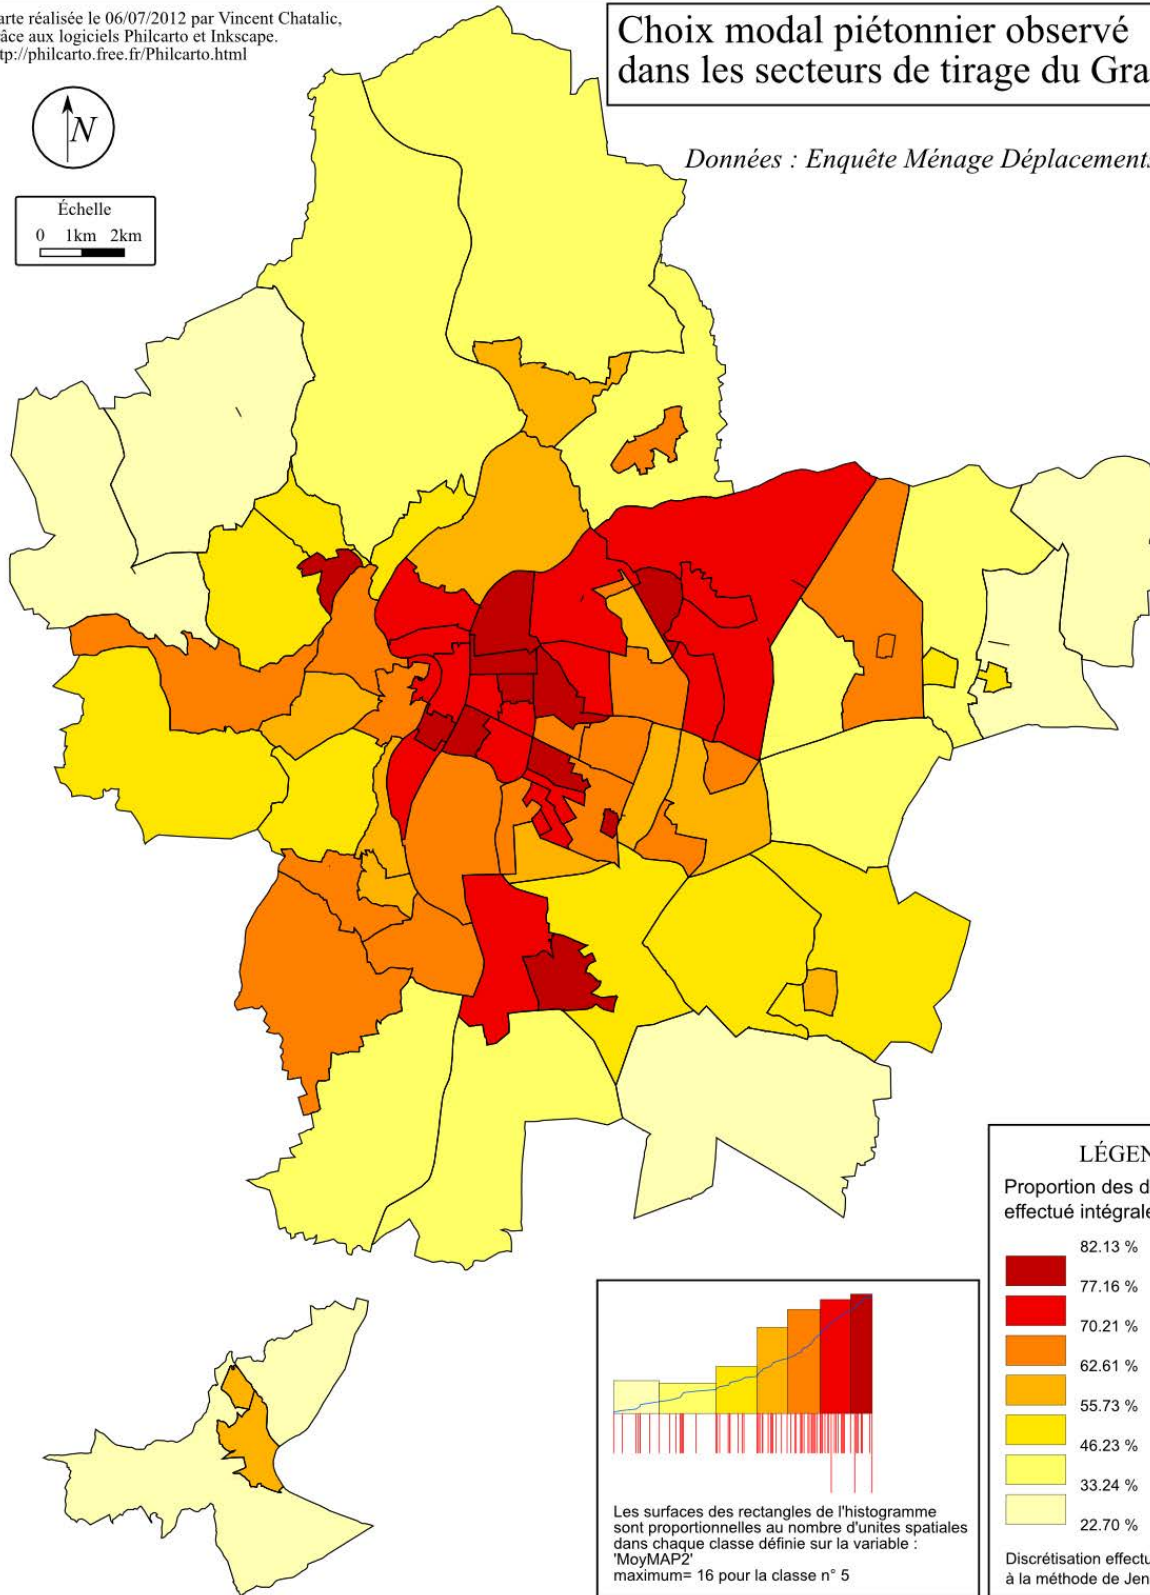 arte réalisée le 06/07/2012 par Vincent Chatalic,
râce aux logiciels Philcarto et Inkscape.
tp://philcarto.free.fr/Philcarto.html
Choix modal piétonnier observé
dans les secteurs de tirage du Gra
N
Données : Enquête Ménage Déplacements
Échelle
0 1km 2km
LÉGEN
Proportion des d
effectué intégrale
82.13 %
77.16 %
70.21 %
62.61 %
55.73 %
46.23 %
33.24 %
22.70 %
Discrétisation effectu
à la méthode de Jen
Les surfaces des rectangles de l'histogramme
sont proportionnelles au nombre d'unites spatiales
dans chaque classe définie sur la variable :
'MoyMAP2'
maximum= 16 pour la classe n° 5